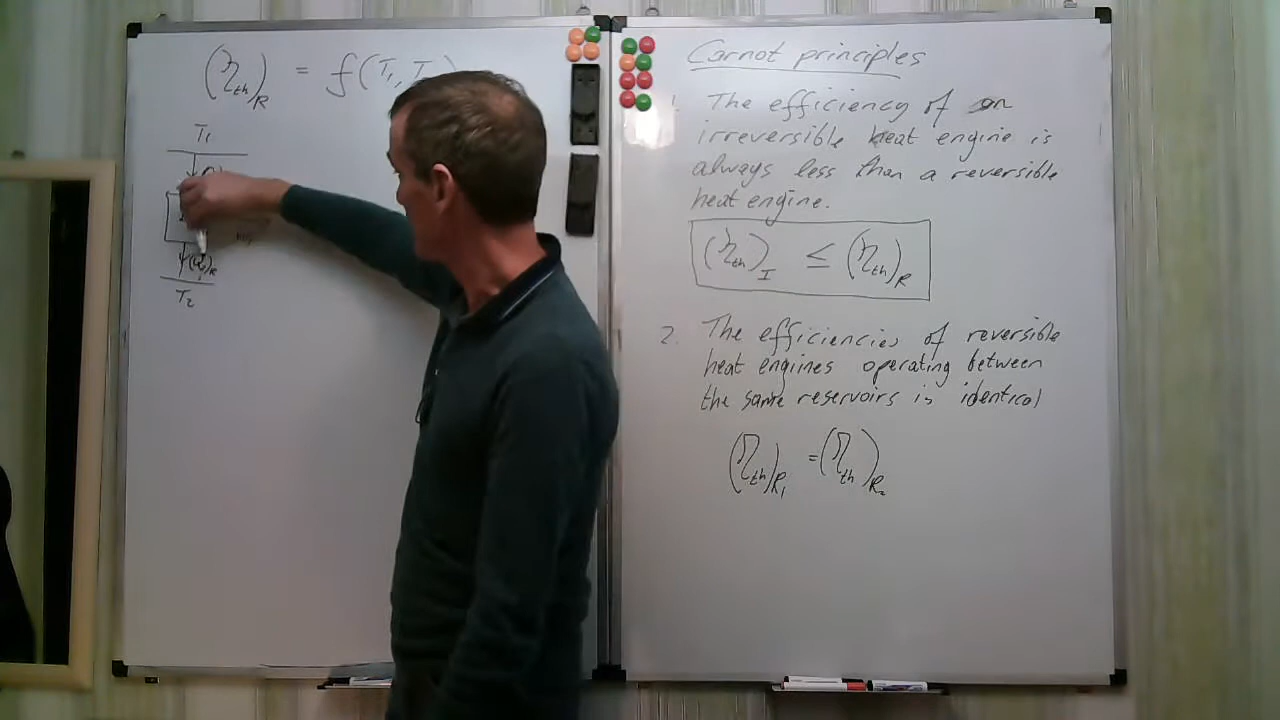 (η_th)_R = f(T₁, T
T₁
(Q_L)_R
T₂
Carnot principles
1. The efficiency of an
irreversible heat engine is
always less than a reversible
heat engine.
(η_th)_I ≤ (η_th)_R
2. The efficiencies of reversible
heat engines operating between
the same reservoirs is identical
(η_th)_R₁ = (η_th)_R₂